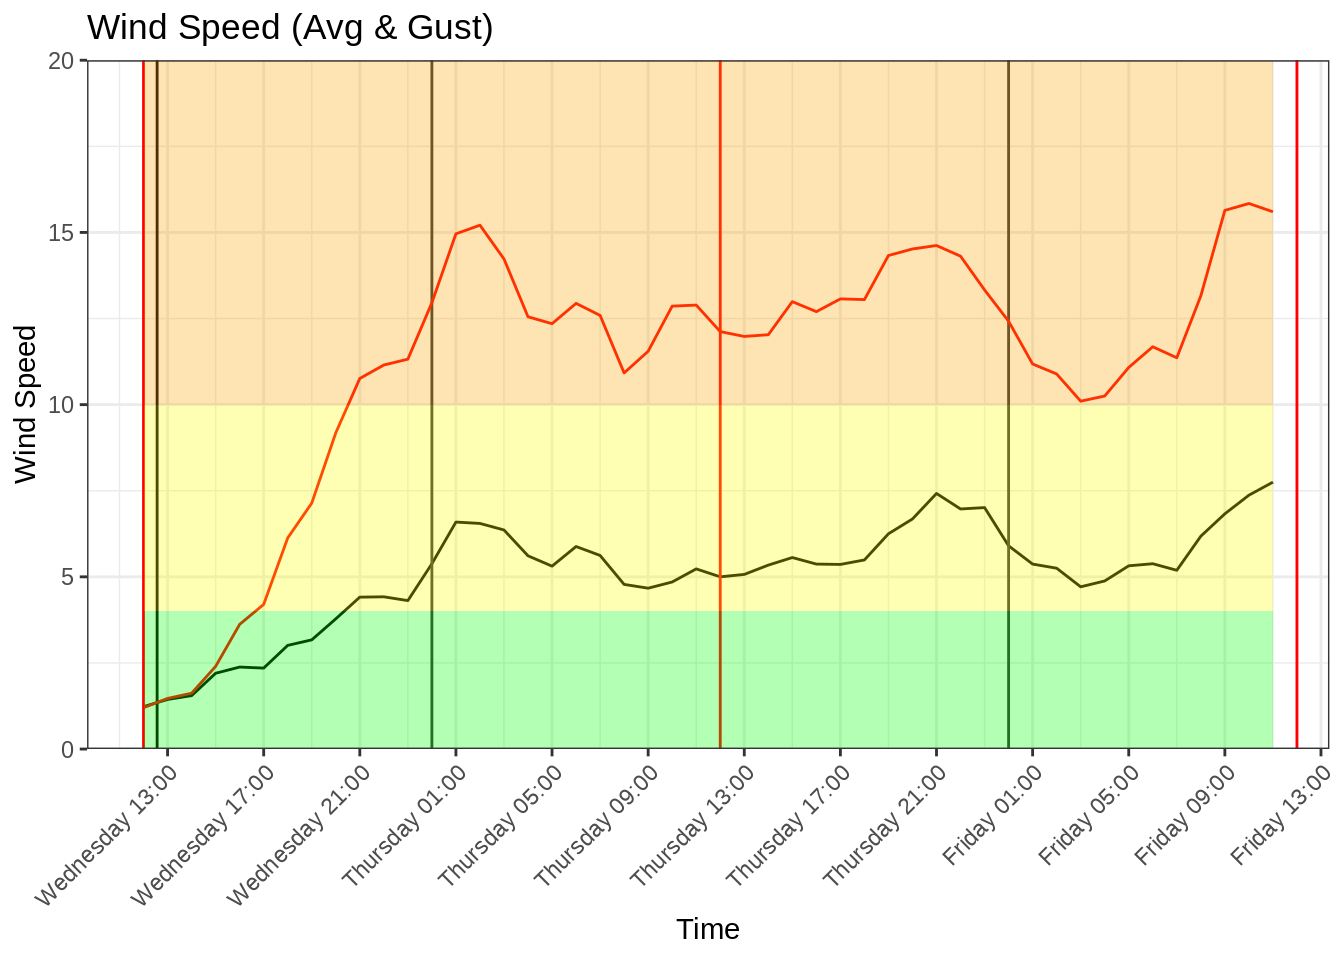 Wind Speed (Avg & Gust)
20
15
10
5
0
Wind Speed
Wednesday 13:00
Wednesday 17:00
Wednesday 21:00
Thursday 01:00
Thursday 05:00
Thursday 09:00
Thursday 13:00
Thursday 17:00
Thursday 21:00
Friday 01:00
Friday 05:00
Friday 09:00
Friday 13:00
Time